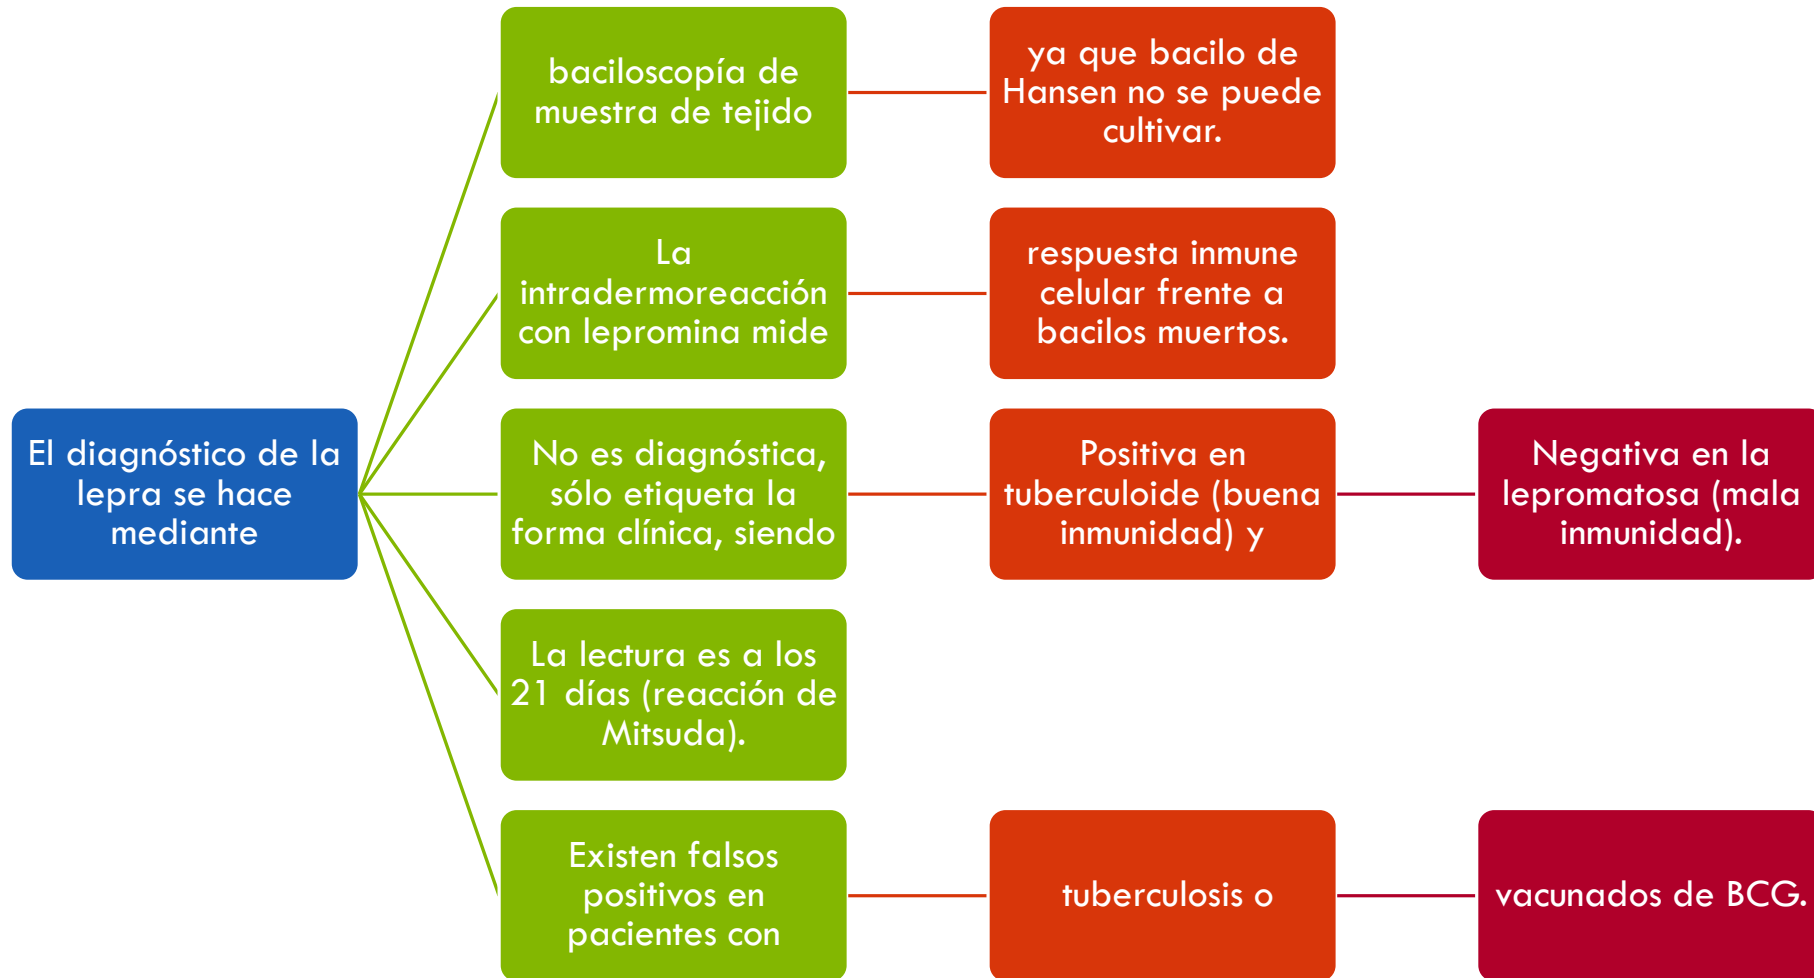 baciloscopía de
muestra de tejido
ya que bacilo de
Hansen no se puede
cultivar.
La
intradermoreacción
con lepromina mide
respuesta inmune
celular frente a
bacilos muertos.
El diagnóstico de la
lepra se hace
mediante
No es diagnóstica,
sólo etiqueta la
forma clínica, siendo
Positiva en
tuberculoide (buena
inmunidad) y
Negativa en la
lepromatosa (mala
inmunidad).
La lectura es a los
21 días (reacción de
Mitsuda).
Existen falsos
positivos en
pacientes con
tuberculosis o
vacunados de BCG.